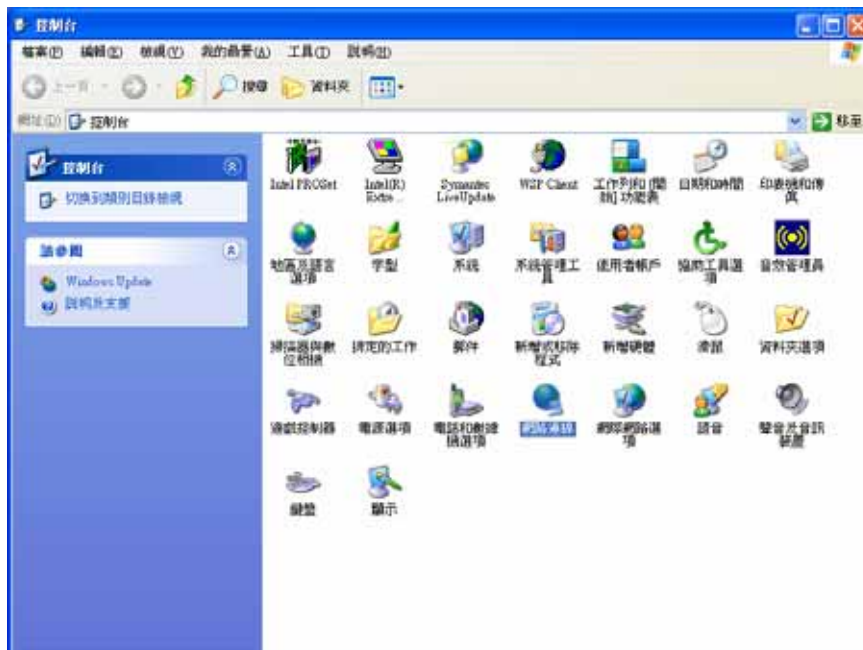 控制台
檔案(F) 編輯(E) 檢視(V) 我的最愛(A) 工具(T) 說明(H)
上一頁 搜尋 資料夾
網址(D) 控制台 移至
控制台
切換到類別目錄檢視
請參閱
Windows Update
說明及支援
Intel PROSet
Intel(R)
Extre...
Symantec
LiveUpdate
WSP Client
工作列和 [開
始] 功能表
日期和時間
印表機和傳
真
地區及語言
選項
字型
系統
系統管理工
具
使用者帳戶
協助工具選
項
音效管理員
掃描器與數
位相機
排定的工作
郵件
新增或移除
程式
新增硬體
滑鼠
資料夾選項
遊戲控制器
電源選項
電話和數據
機選項
網路連線
網際網路選
項
語音
聲音及音訊
裝置
鍵盤
顯示